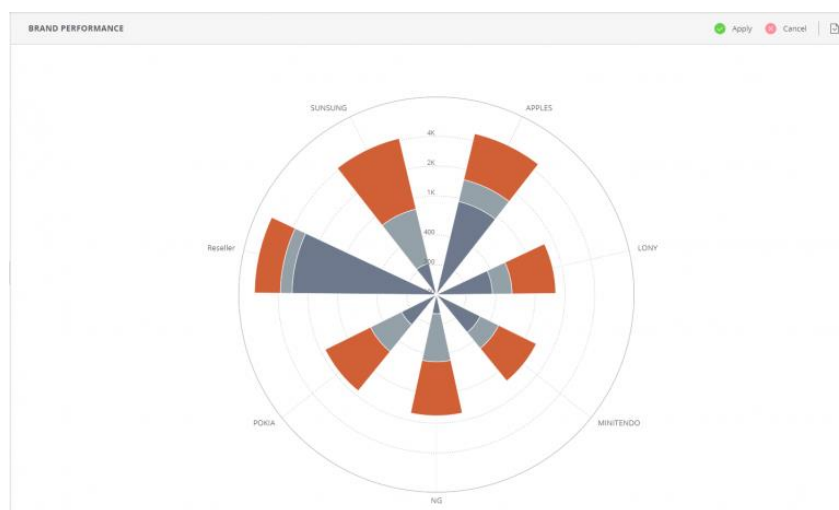 BRAND PERFORMANCE
Apply
Cancel
SUNSUNG
APPLES
4K
2K
1K
400
Reseller
LONY
POKIA
MINITENDO
NG